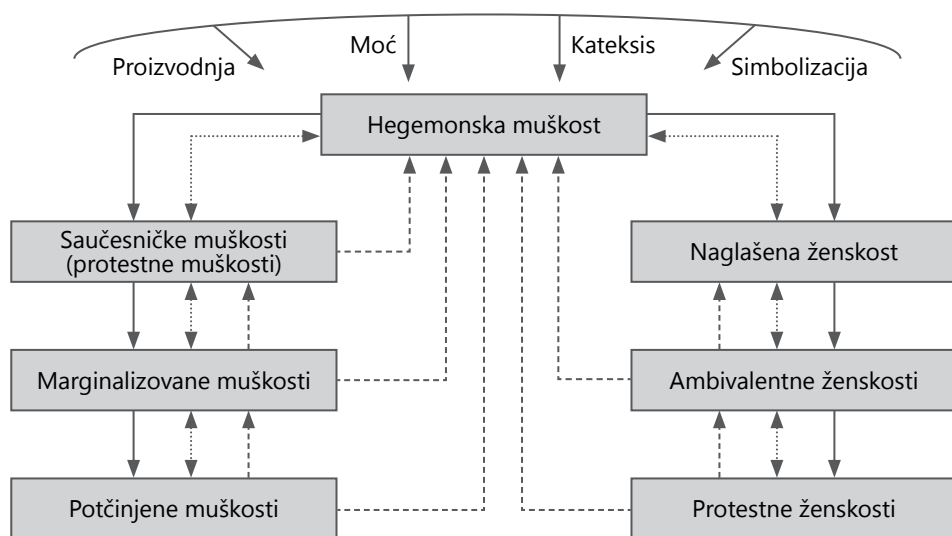 Proizvodnja
Moć
Kateksis
Simbolizacija
Hegemonska muškost
Saučesničke muškosti
(protestne muškosti)
Naglašena ženskost
Marginalizovane muškosti
Ambivalentne ženskosti
Potčinjene muškosti
Protestne ženskosti